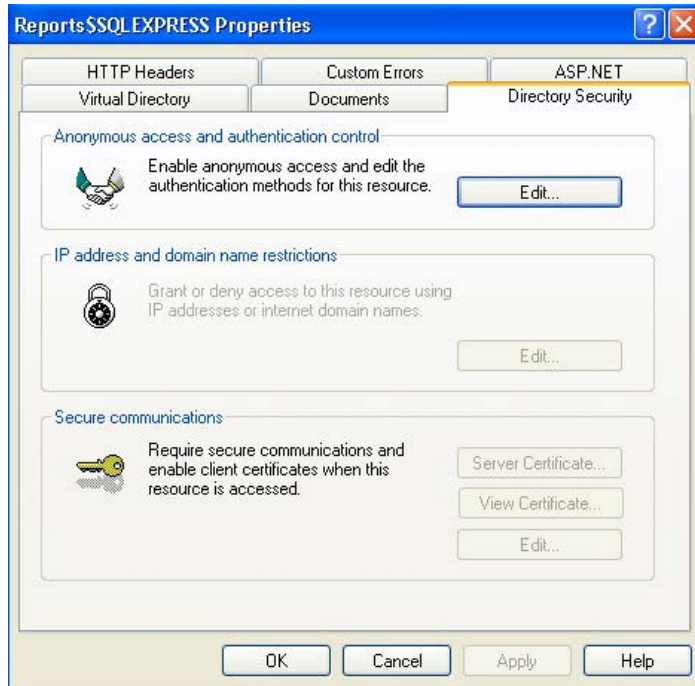 Reports$SQLEXPRESS Properties
HTTP Headers
Custom Errors
ASP.NET
Virtual Directory
Documents
Directory Security
Anonymous access and authentication control
Enable anonymous access and edit the
authentication methods for this resource.
Edit...
IP address and domain name restrictions
Grant or deny access to this resource using
IP addresses or internet domain names.
Edit...
Secure communications
Require secure communications and
enable client certificates when this
resource is accessed.
Server Certificate...
View Certificate...
Edit...
OK
Cancel
Apply
Help